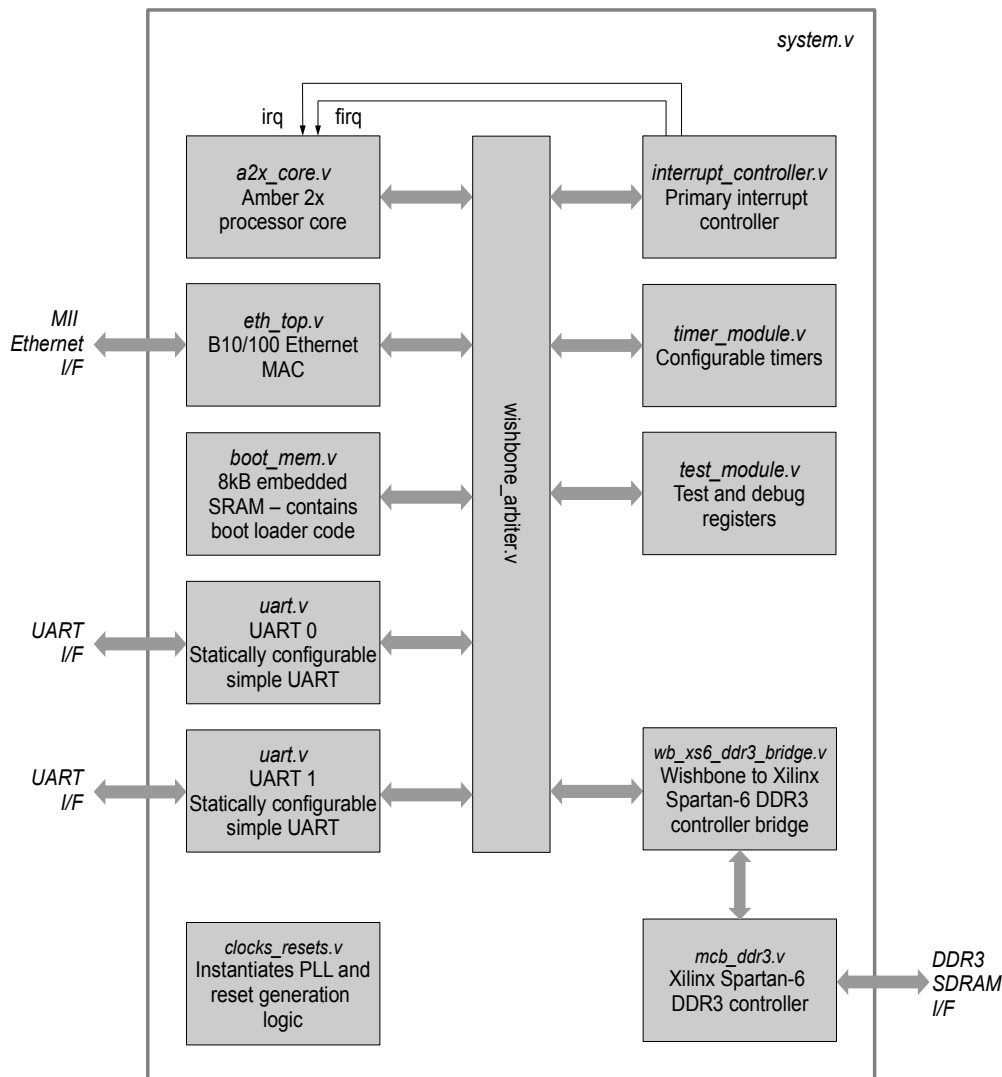 system.v
irq
firq
a2x_core.v
Amber 2x
processor core
interrupt_controller.v
Primary interrupt
controller
MII
Ethernet
I/F
eth_top.v
B10/100 Ethernet
MAC
timer_module.v
Configurable timers
wishbone_arbiter.v
boot_mem.v
8kB embedded
SRAM – contains
boot loader code
test_module.v
Test and debug
registers
UART
I/F
uart.v
UART 0
Statically configurable
simple UART
UART
I/F
uart.v
UART 1
Statically configurable
simple UART
wb_xs6_ddr3_bridge.v
Wishbone to Xilinx
Spartan-6 DDR3
controller bridge
clocks_resets.v
Instantiates PLL and
reset generation
logic
mcb_ddr3.v
Xilinx Spartan-6
DDR3 controller
DDR3
SDRAM
I/F